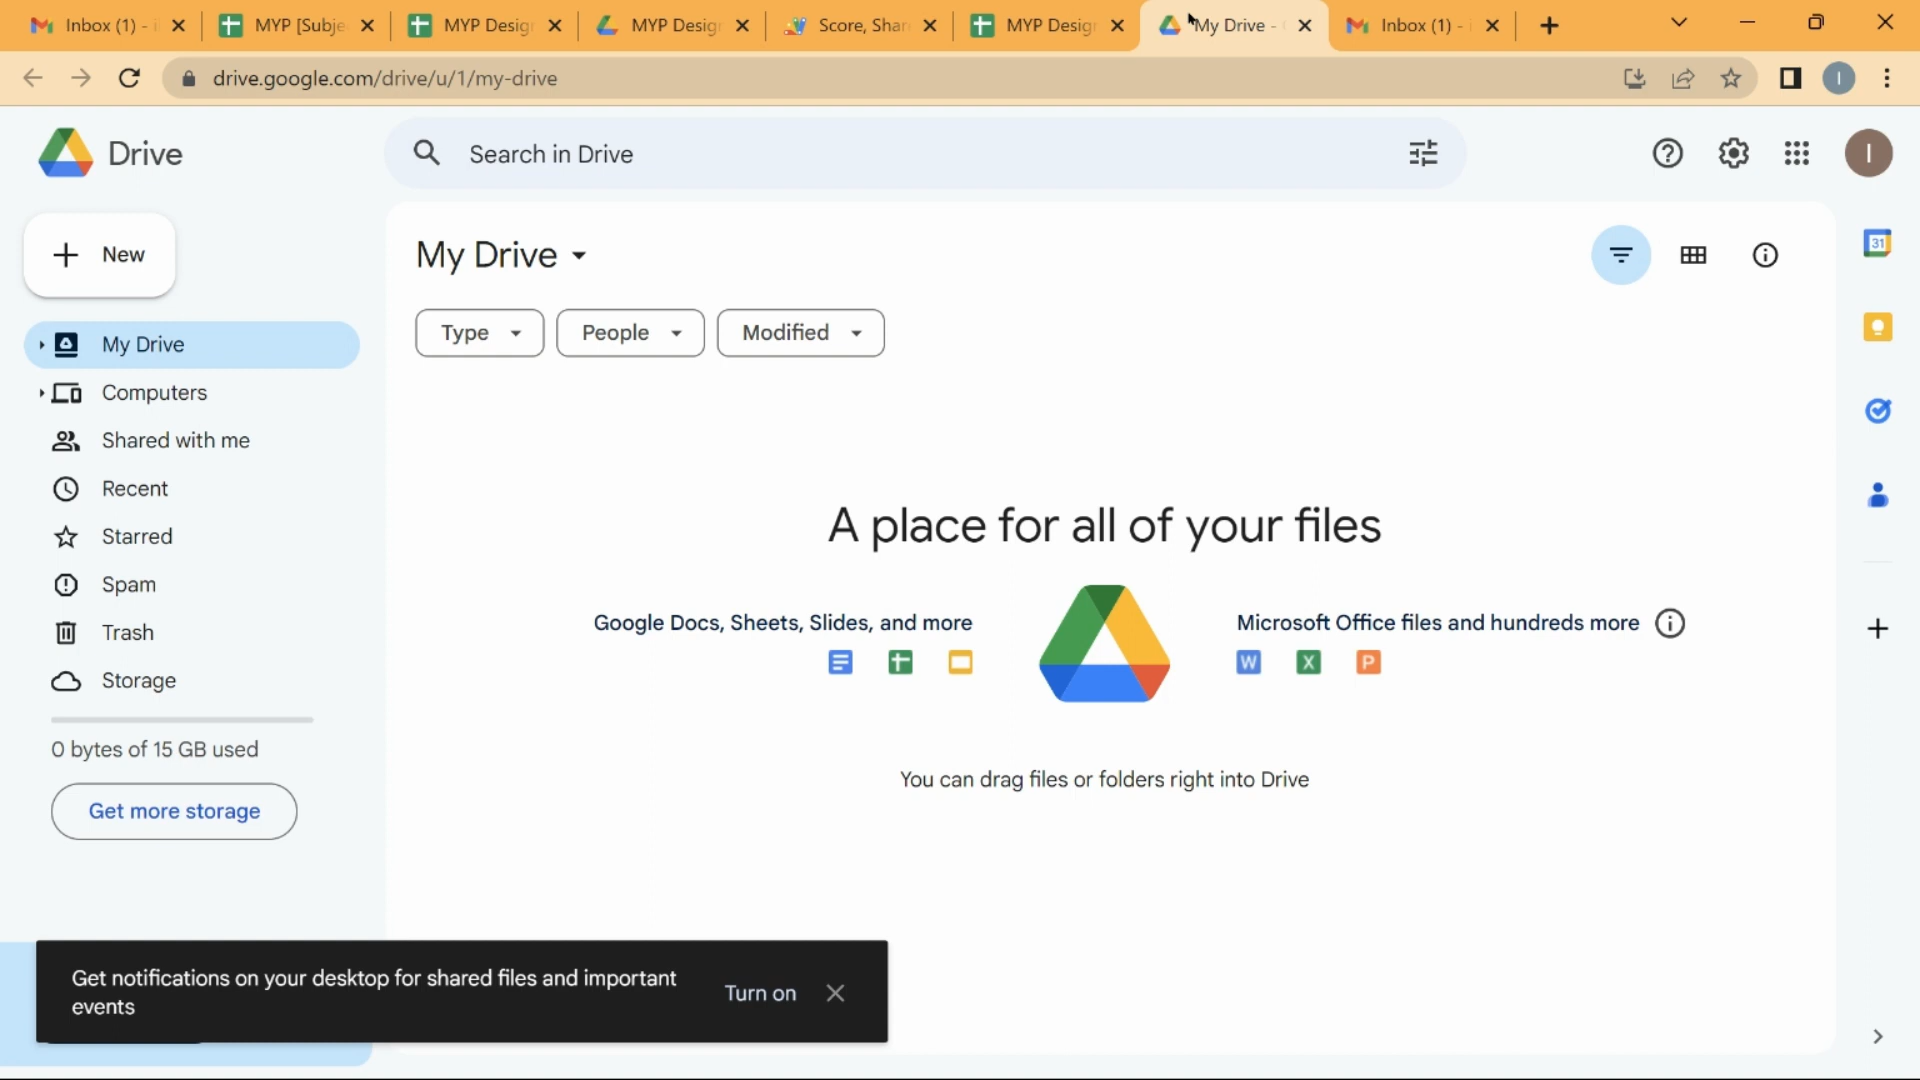 Inbox (1) - i
MYP [Subje
MYP Design
MYP Design
Score, Shar
MYP Design
My Drive -
Inbox (1) -
drive.google.com/drive/u/1/my-drive
I
Drive
Search in Drive
I
New
My Drive
Type
People
Modified
31
My Drive
Computers
Shared with me
Recent
Starred
Spam
Trash
Storage
0 bytes of 15 GB used
Get more storage
A place for all of your files
Google Docs, Sheets, Slides, and more
Microsoft Office files and hundreds more
W X P
You can drag files or folders right into Drive
Get notifications on your desktop for shared files and important
events
Turn on